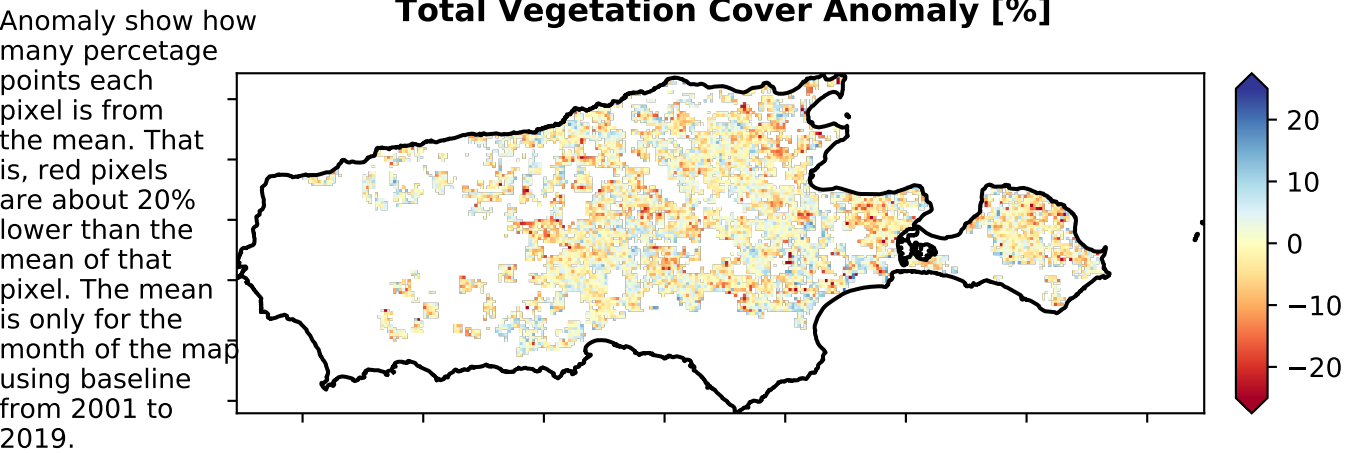 Total Vegetation Cover Anomaly [%]
Anomaly show how
many percetage
points each
pixel is from
the mean. That
is, red pixels
are about 20%
lower than the
mean of that
pixel. The mean
is only for the
month of the map
using baseline
from 2001 to
2019.
20
10
0
−10
−20